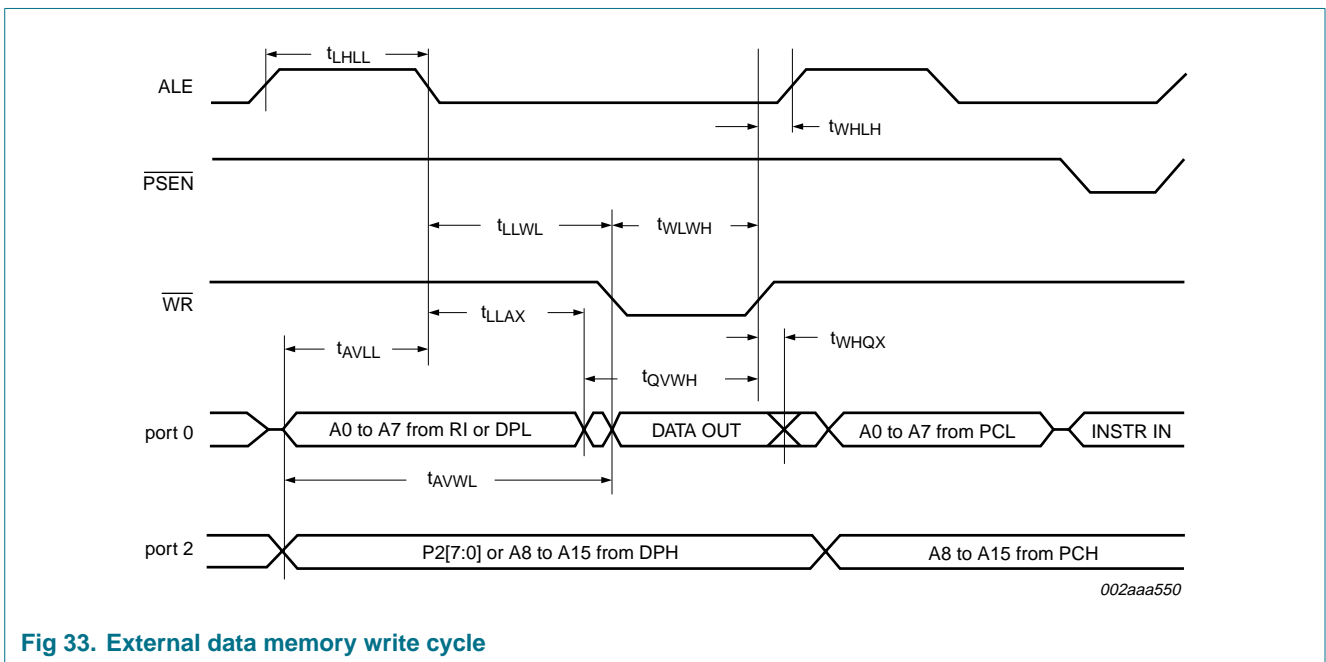 tLHLL
ALE
tWHLH
PSEN
tLLWL
tWLWH
WR
tLLAX
tWHQX
tAVLL
tQVWH
port 0
A0 to A7 from RI or DPL
DATA OUT
A0 to A7 from PCL
INSTR IN
tAVWL
port 2
P2[7:0] or A8 to A15 from DPH
A8 to A15 from PCH
002aaa550
Fig 33. External data memory write cycle